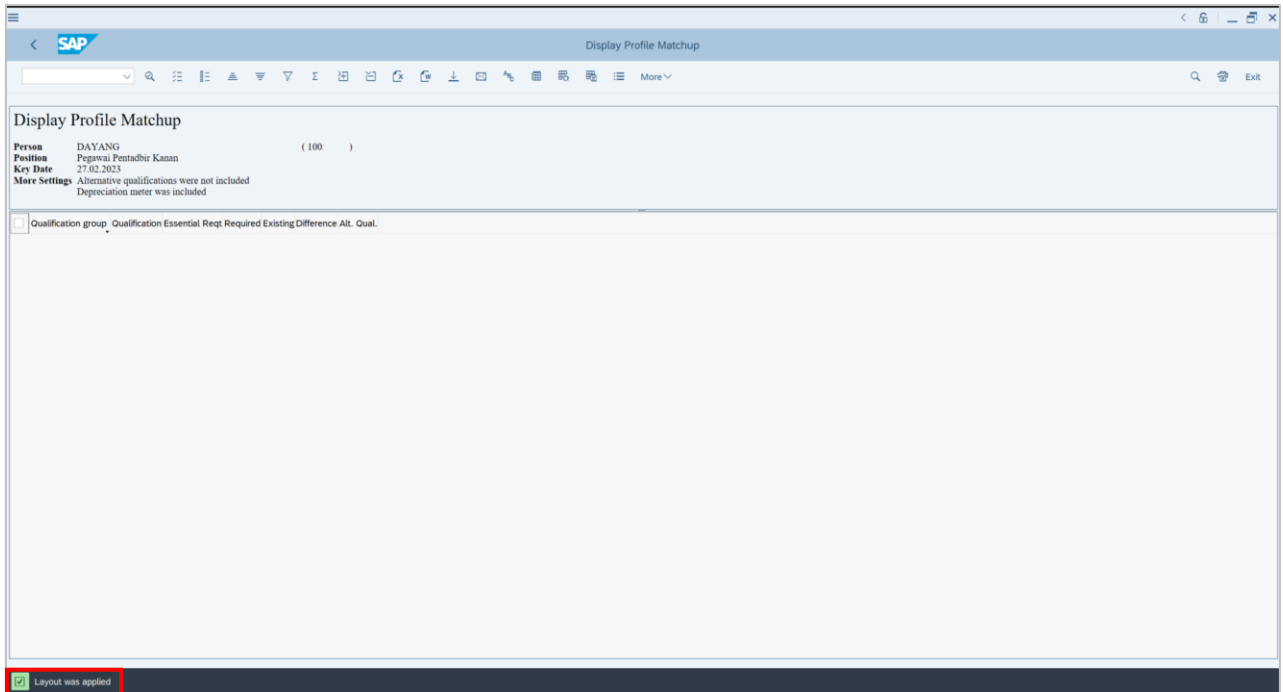 SAP
Display Profile Matchup
More
Exit
Display Profile Matchup
Person DAYANG ( 100 )
Position Pegawai Pentadbir Kanan
Key Date 27.02.2023
More Settings Alternative qualifications were not included
Depreciation meter was included
Qualification group Qualification Essential Reqt Required Existing Difference Alt. Qual.
Layout was applied